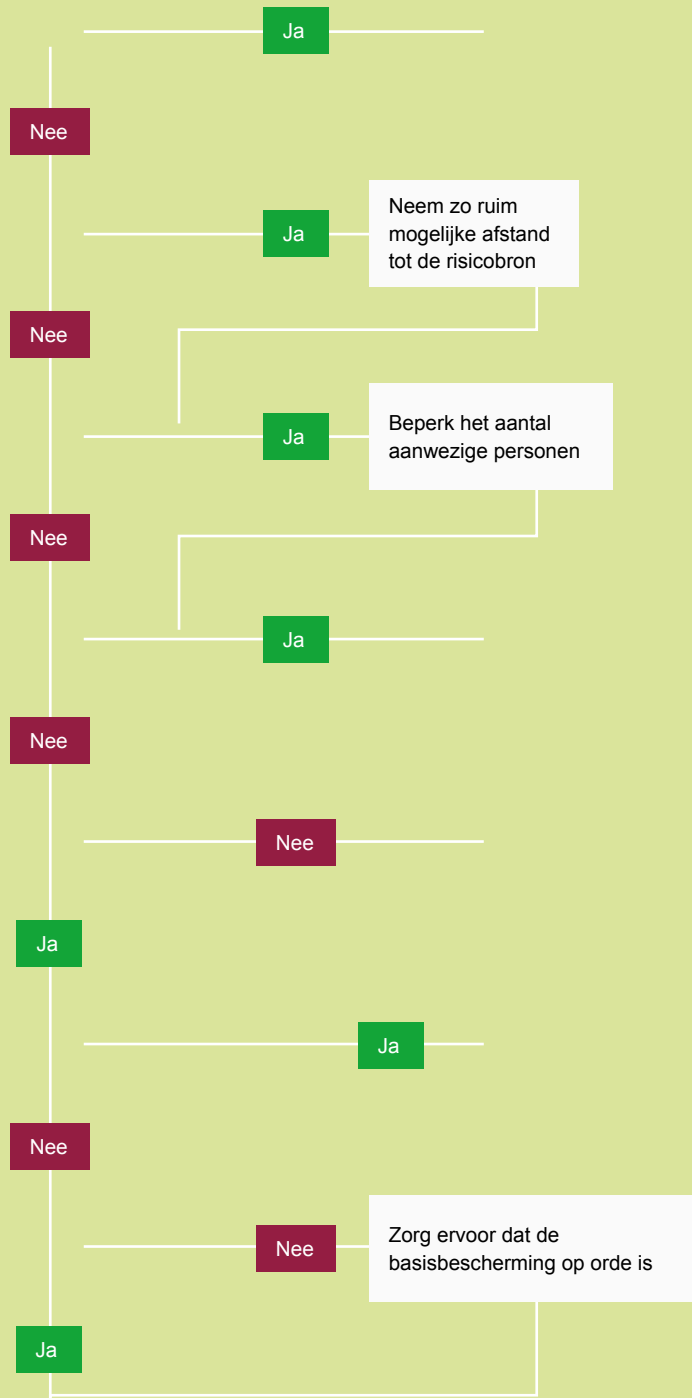 Ja
Nee
Ja
Neem zo ruim
mogelijke afstand
tot de risicobron
Nee
Ja
Beperk het aantal
aanwezige personen
Nee
Ja
Nee
Nee
Ja
Ja
Nee
Nee
Zorg ervoor dat de
basisbescherming op orde is
Ja